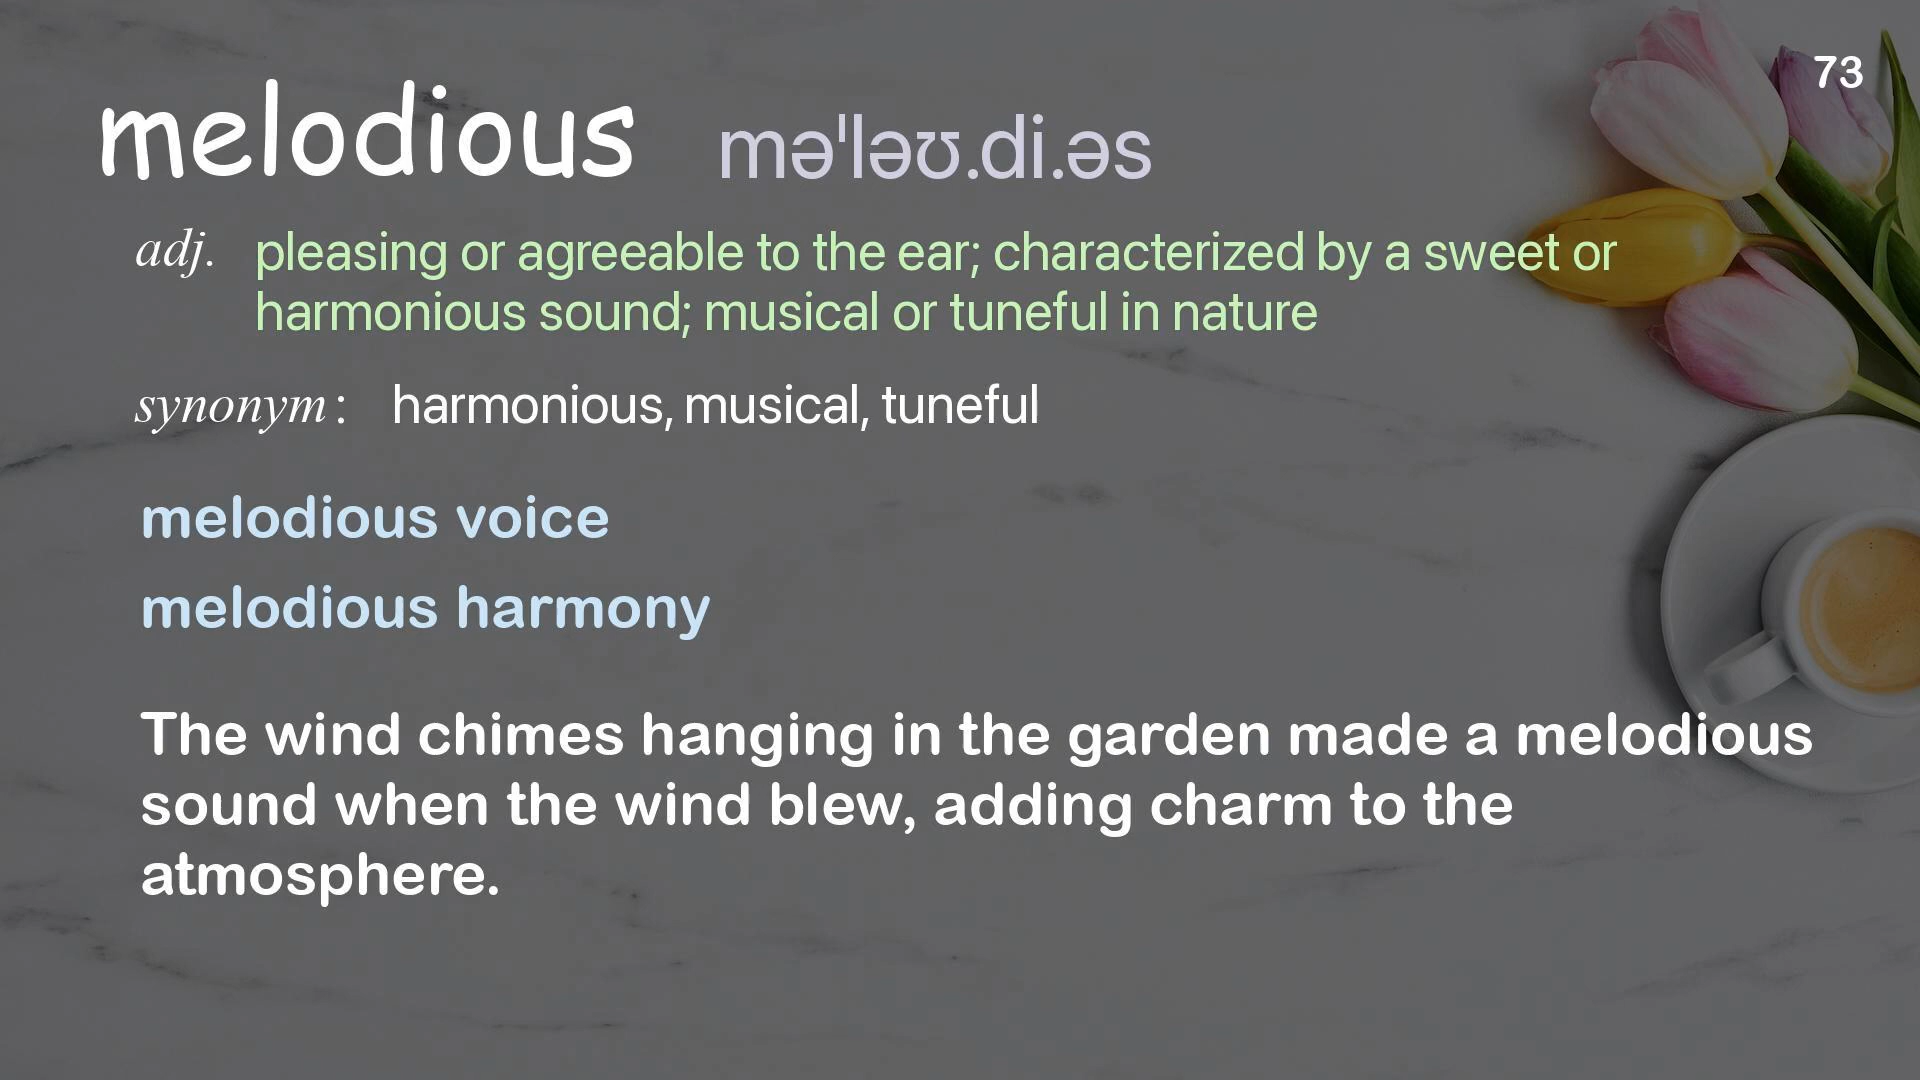 73
melodious məˈləʊ.di.əs
adj. pleasing or agreeable to the ear; characterized by a sweet or
harmonious sound; musical or tuneful in nature
synonym: harmonious, musical, tuneful
melodious voice
melodious harmony
The wind chimes hanging in the garden made a melodious
sound when the wind blew, adding charm to the
atmosphere.